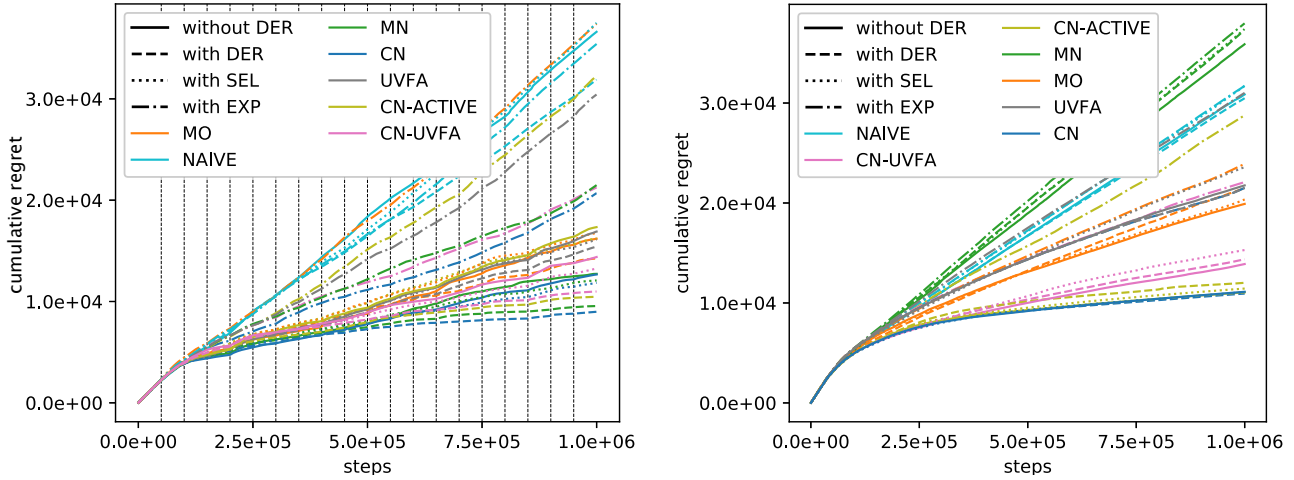 without DER
with DER
with SEL
with EXP
MO
NAIVE
MN
CN
UVFA
CN-ACTIVE
CN-UVFA
3.0e+04
2.0e+04
1.0e+04
0.0e+00
cumulative regret
0.0e+00
2.5e+05
5.0e+05
7.5e+05
1.0e+06
steps
without DER
with DER
with SEL
with EXP
NAIVE
CN-UVFA
CN-ACTIVE
MN
MO
UVFA
CN
3.0e+04
2.0e+04
1.0e+04
0.0e+00
cumulative regret
0.0e+00
2.5e+05
5.0e+05
7.5e+05
1.0e+06
steps